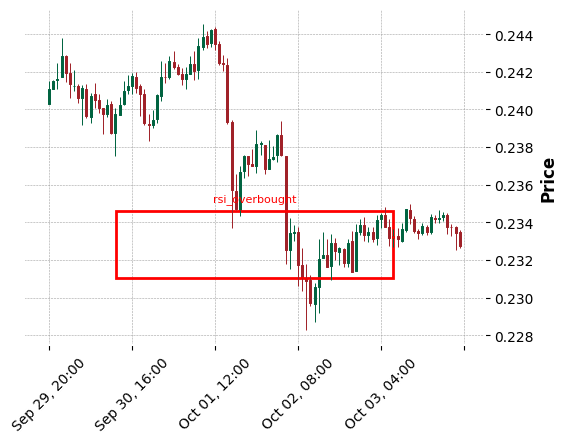 0.244
0.242
0.240
0.238
0.236
0.234
0.232
0.230
0.228
Price
rsi_overbought
Sep 29, 20:00
Sep 30, 16:00
Oct 01, 12:00
Oct 02, 08:00
Oct 03, 04:00